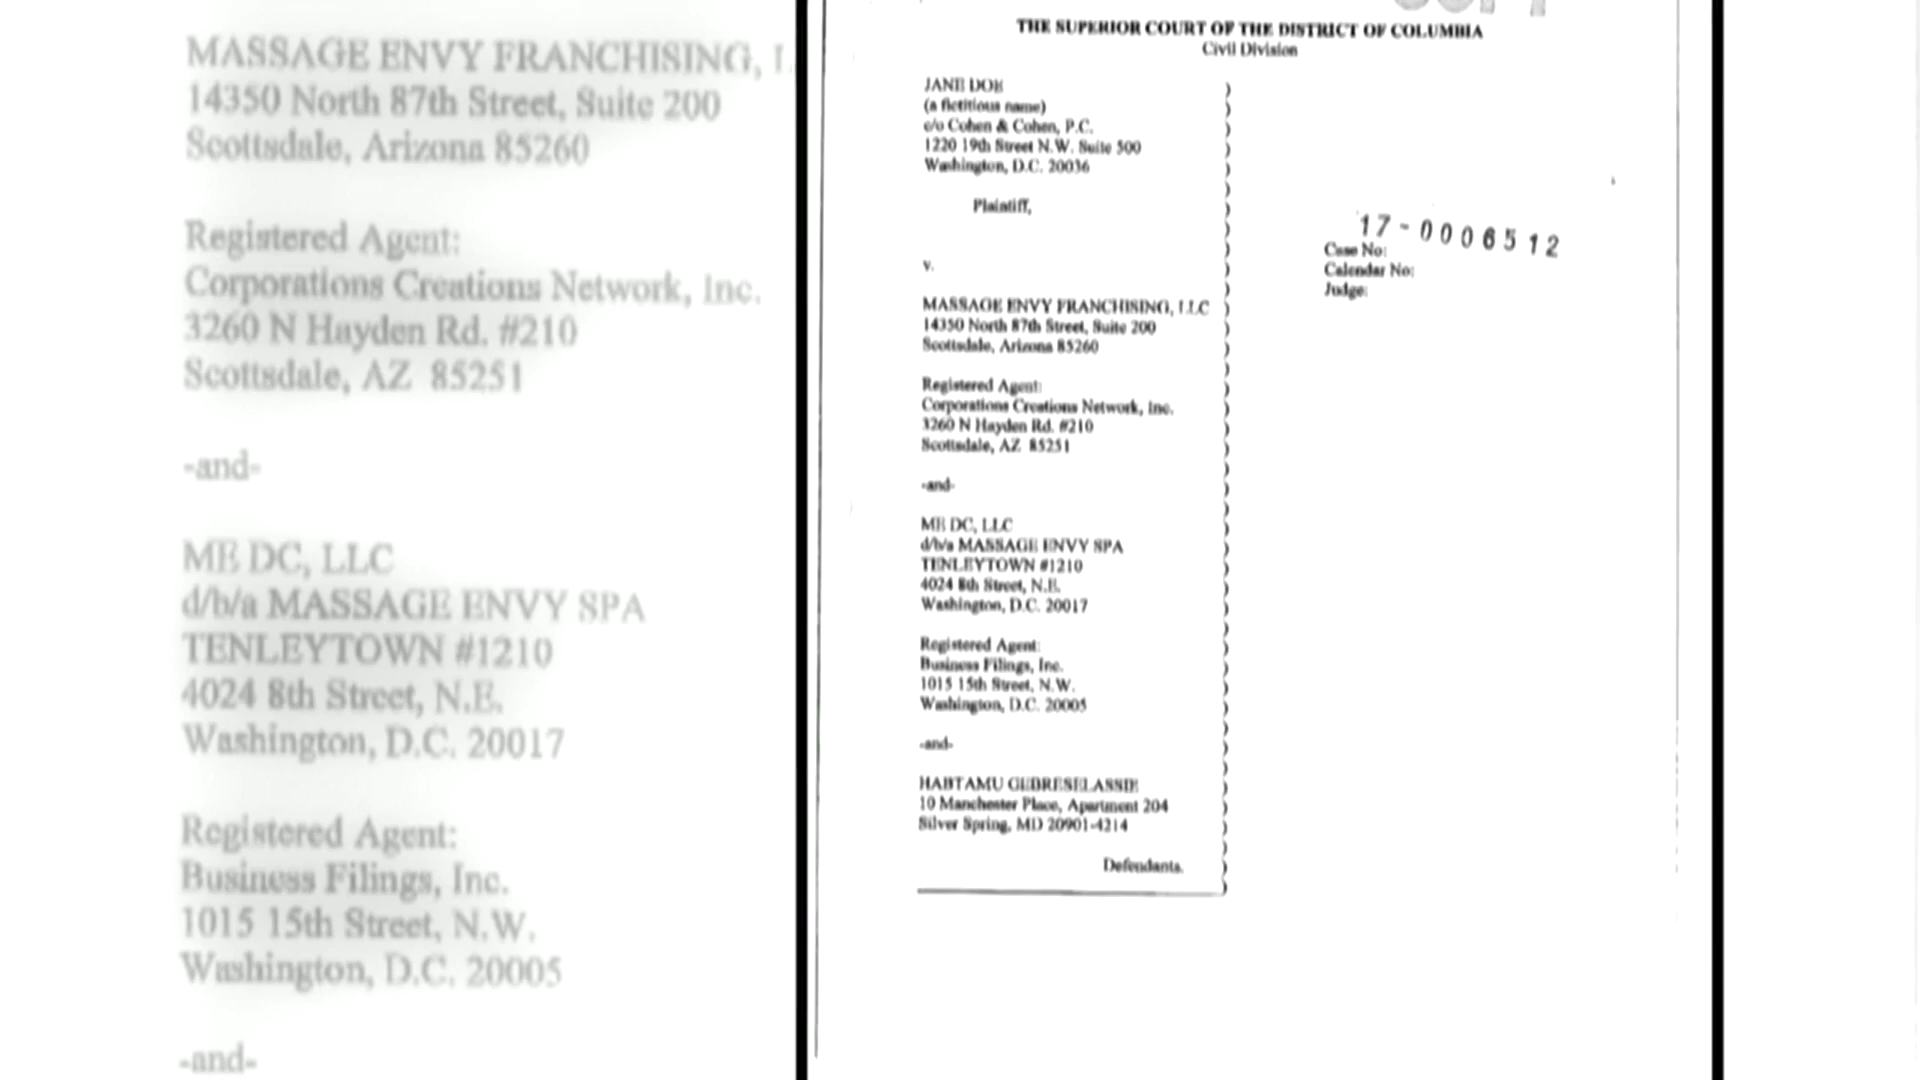 MASSAGE ENVY FRANCHISING,
14350 North 87th Street, Suite 200
Scottsdale, Arizona 85260
Registered Agent:
Corporations Creations Network, Inc.
3260 N Hayden Rd. #210
Scottsdale, AZ 85251
-and-
ME DC, LLC
d/b/a MASSAGE ENVY SPA
TENLEYTOWN #1210
4024 8th Street, N.E.
Washington, D.C. 20017
Registered Agent:
Business Filings, Inc.
1015 15th Street, N.W.
Washington, D.C. 20005
-and-
THE SUPERIOR COURT OF THE DISTRICT OF COLUMBIA
Civil Division
JANE DOE
(a fictitious name)
c/o Cohen & Cohen, P.C.
1220 19th Street N.W. Suite 500
Washington, D.C. 20036
Plaintiff,
v.
MASSAGE ENVY FRANCHISING, LLC
14350 North 87th Street, Suite 200
Scottsdale, Arizona 85260
Registered Agent:
Corporations Creations Network, Inc.
3260 N Hayden Rd. #210
Scottsdale, AZ 85251
-and-
ME DC, LLC
d/b/a MASSAGE ENVY SPA
TENLEYTOWN #1210
4024 8th Street, N.E.
Washington, D.C. 20017
Registered Agent:
Business Filings, Inc.
1015 15th Street, N.W.
Washington, D.C. 20005
-and-
HABTAMU GEBRESELASSIE
10 Manchester Place, Apartment 204
Silver Spring, MD 20901-4214
Defendants.
17-0006512
Case No:
Calendar No:
Judge: